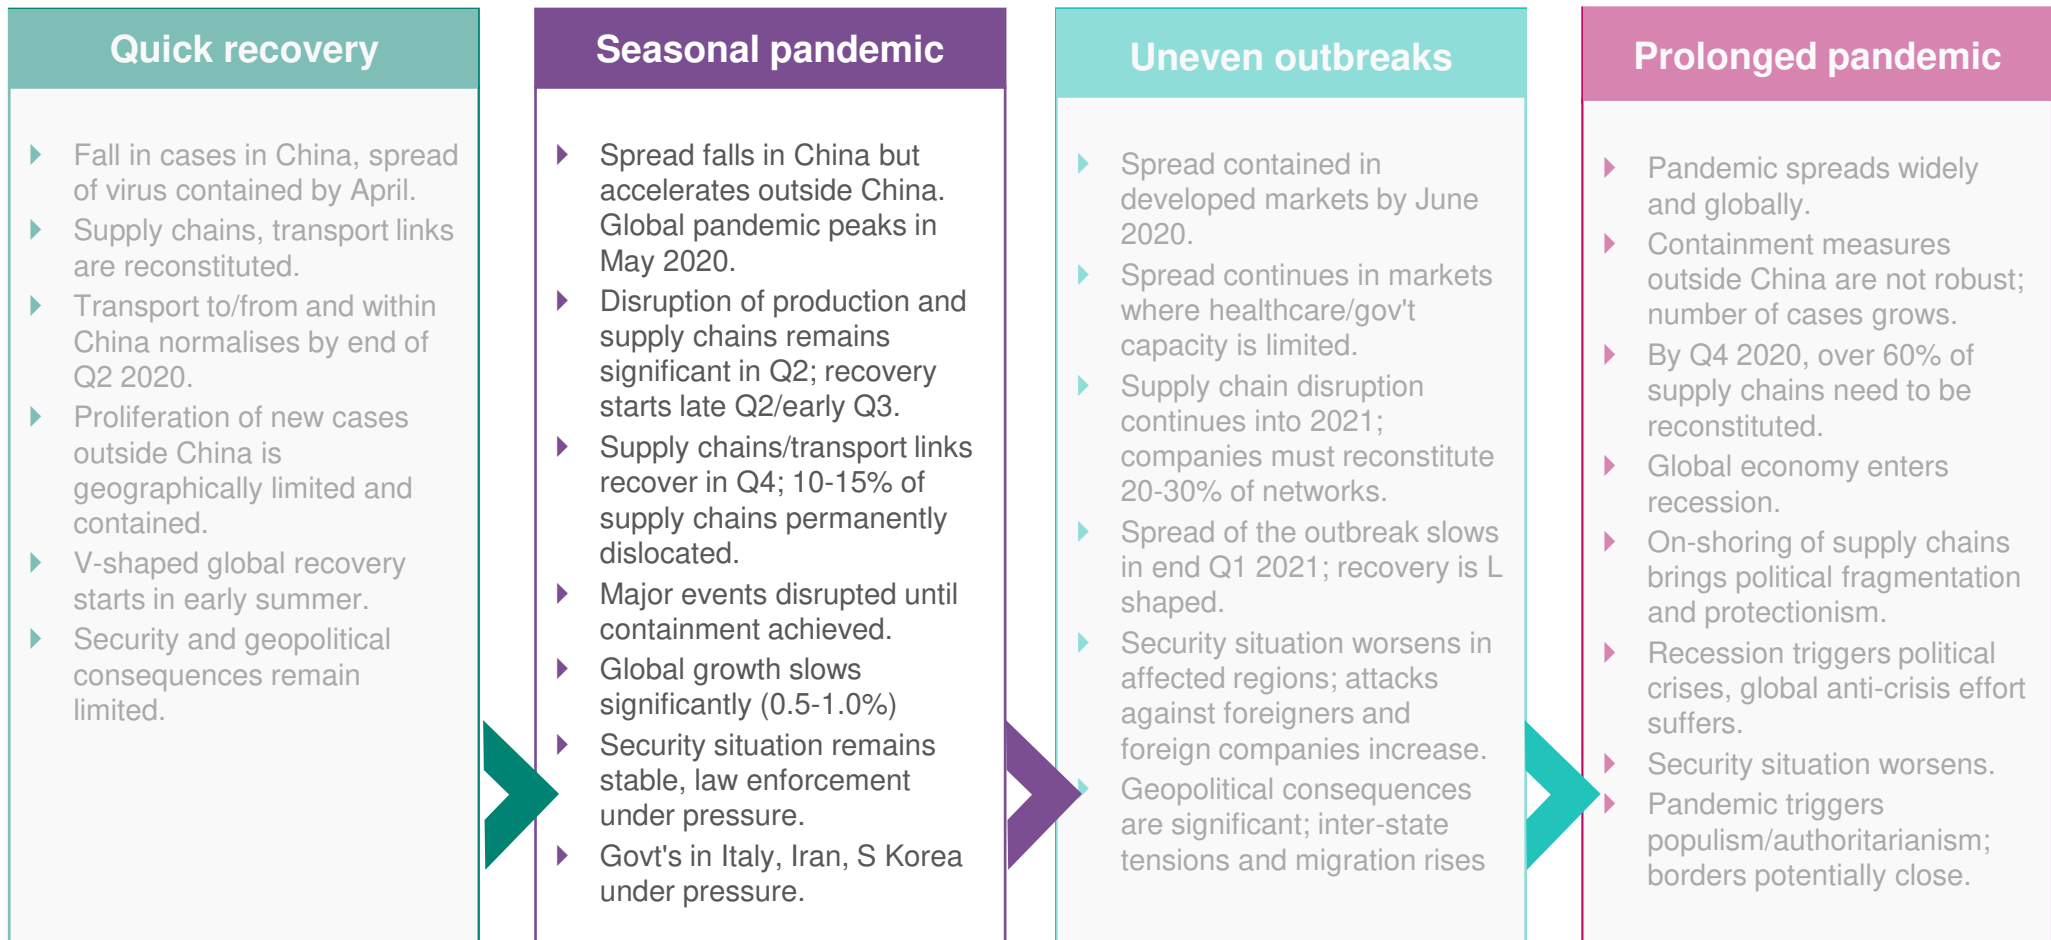 Quick recovery
Fall in cases in China, spread
of virus contained by April.
Supply chains, transport links
are reconstituted.
Transport to/from and within
China normalises by end of
Q2 2020.
Proliferation of new cases
outside China is
geographically limited and
contained.
V-shaped global recovery
starts in early summer.
Security and geopolitical
consequences remain
limited.
Seasonal pandemic
Spread falls in China but
accelerates outside China.
Global pandemic peaks in
May 2020.
Disruption of production and
supply chains remains
significant in Q2; recovery
starts late Q2/early Q3.
Supply chains/transport links
recover in Q4; 10-15% of
supply chains permanently
dislocated.
Major events disrupted until
containment achieved.
Global growth slows
significantly (0.5-1.0%)
Security situation remains
stable, law enforcement
under pressure.
Govt's in Italy, Iran, S Korea
under pressure.
Uneven outbreaks
Spread contained in
developed markets by June
2020.
Spread continues in markets
where healthcare/gov't
capacity is limited.
Supply chain disruption
continues into 2021;
companies must reconstitute
20-30% of networks.
Spread of the outbreak slows
in end Q1 2021; recovery is L
shaped.
Security situation worsens in
affected regions; attacks
against foreigners and
foreign companies increase.
Geopolitical consequences
are significant; inter-state
tensions and migration rises
Prolonged pandemic
Pandemic spreads widely
and globally.
Containment measures
outside China are not robust;
number of cases grows.
By Q4 2020, over 60% of
supply chains need to be
reconstituted.
Global economy enters
recession.
On-shoring of supply chains
brings political fragmentation
and protectionism.
Recession triggers political
crises, global anti-crisis effort
suffers.
Security situation worsens.
Pandemic triggers
populism/authoritarianism;
borders potentially close.